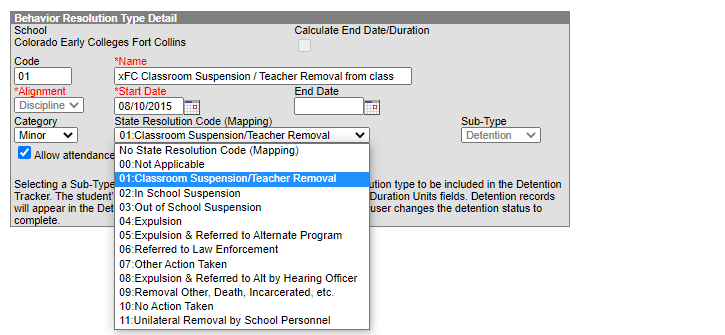 Behavior Resolution Type Detail
School Calculate End Date/Duration
Colorado Early Colleges Fort Collins
Code *Name
01 xFC Classroom Suspension / Teacher Removal from class
*Alignment *Start Date End Date
Discipline 08/10/2015
Category State Resolution Code (Mapping) Sub-Type
Minor 01:Classroom Suspension/Teacher Removal Detention
Allow attendance
No State Resolution Code (Mapping)
00:Not Applicable
01:Classroom Suspension/Teacher Removal
02:In School Suspension
03:Out of School Suspension
04:Expulsion
05:Expulsion & Referred to Alternate Program
06:Referred to Law Enforcement
07:Other Action Taken
08:Expulsion & Referred to Alt by Hearing Officer
09:Removal Other, Death, Incarcerated, etc.
10:No Action Taken
11:Unilateral Removal by School Personnel
Selecting a Sub-Type ution type to be included in the Detention
Tracker. The student' Duration Units fields. Detention records
will appear in the Det user changes the detention status to
complete.